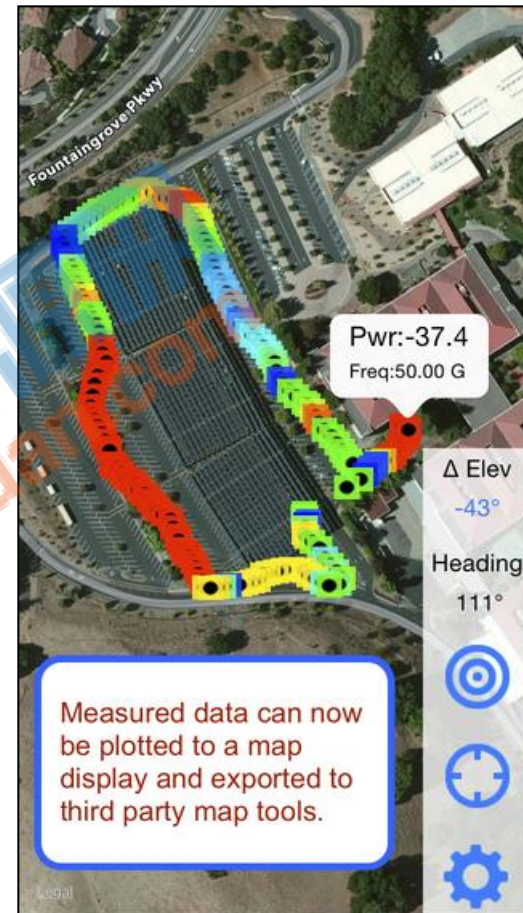 Fountaingrove Pkwy
Pwr:-37.4
Freq:50.00 G
Δ Elev
-43°
Heading
111°
Measured data can now
be plotted to a map
display and exported to
third party map tools.
Legal